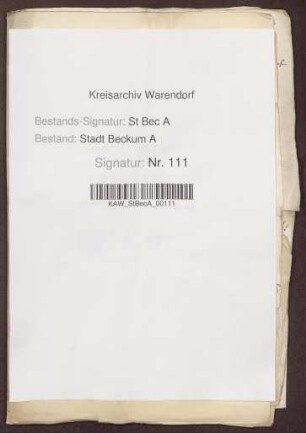 Kreisarchiv Warendorf
Bestands-Signatur: St Bec A
Bestand: Stadt Beckum A
Signatur: Nr. 111
KAW_StBecA_00111